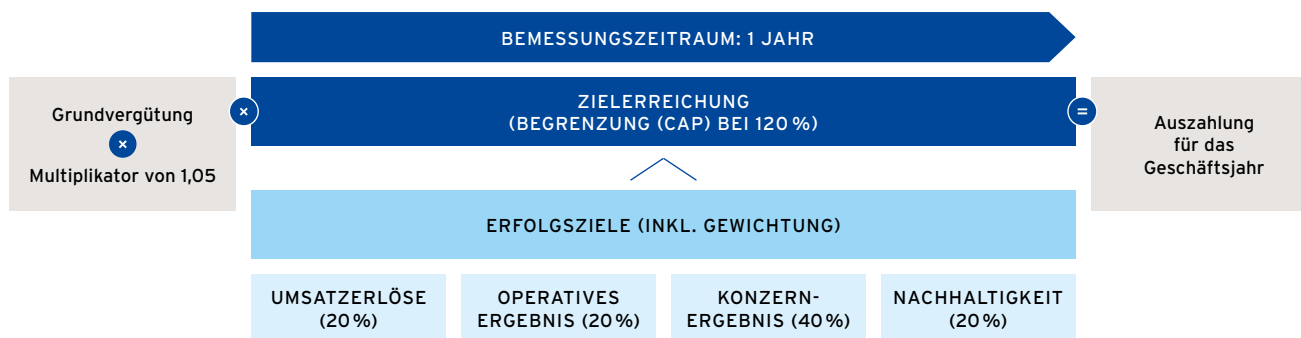 BEMESSUNGSZEITRAUM: 1 JAHR
Grundvergütung
×
Multiplikator von 1,05
×
ZIELERREICHUNG
(BEGRENZUNG (CAP) BEI 120 %)
=
Auszahlung
für das
Geschäftsjahr
ERFOLGSZIELE (INKL. GEWICHTUNG)
UMSATZERLÖSE
(20 %)
OPERATIVES
ERGEBNIS (20 %)
KONZERN-
ERGEBNIS (40 %)
NACHHALTIGKEIT
(20 %)